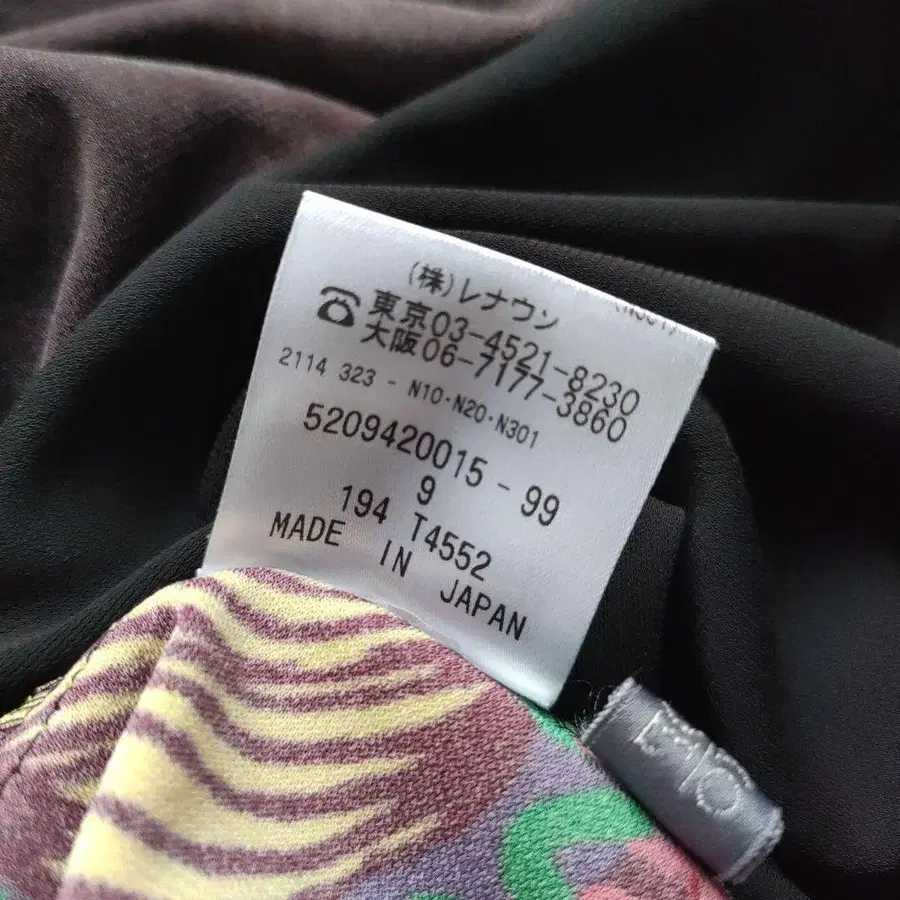 (株)レナウン
☎ 東京03-4521-8230
大阪06-7177-3860
2114 323 - N10・N20・N301
5209420015 - 99
9
194 T4552
MADE IN JAPAN